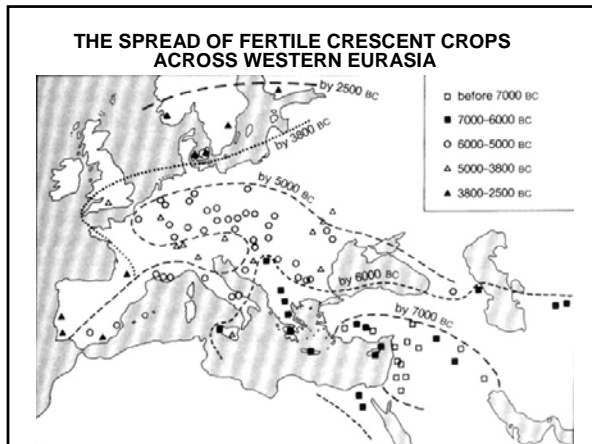 THE SPREAD OF FERTILE CRESCENT CROPS
ACROSS WESTERN EURASIA
by 2500 BC
before 7000 BC
7000–6000 BC
6000–5000 BC
5000–3800 BC
3800–2500 BC
by 3800 BC
by 5000 BC
by 6000 BC
by 7000 BC